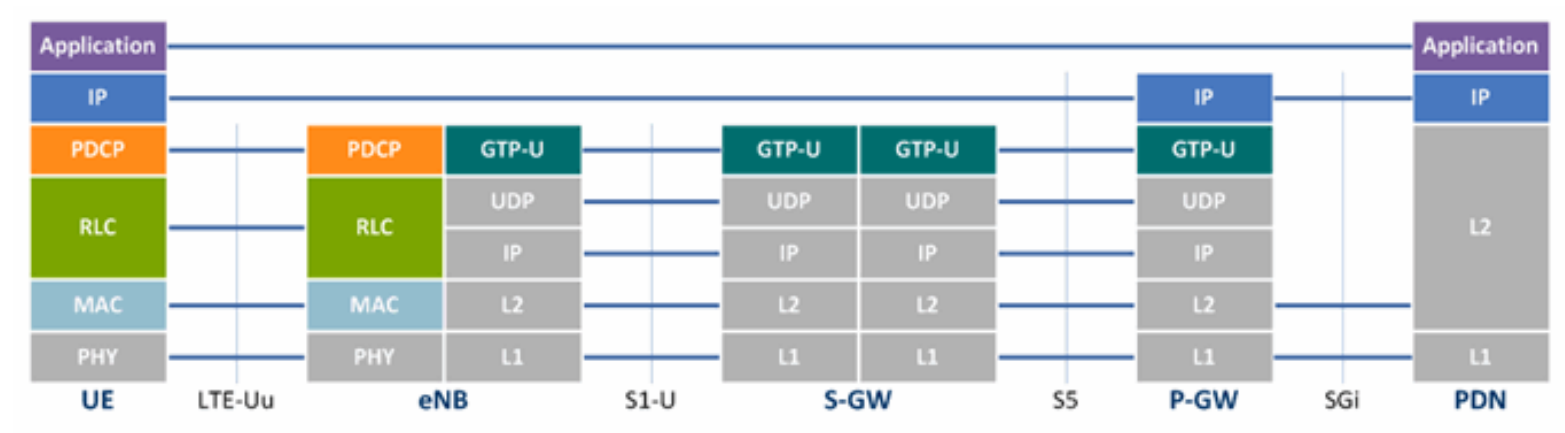 Application Application
IP IP IP
PDCP PDCP GTP-U GTP-U GTP-U GTP-U
UDP UDP UDP UDP
RLC RLC L2
IP IP IP IP
MAC MAC L2 L2 L2 L2
PHY PHY L1 L1 L1 L1 L1
UE LTE-Uu eNB S1-U S-GW S5 P-GW SGi PDN